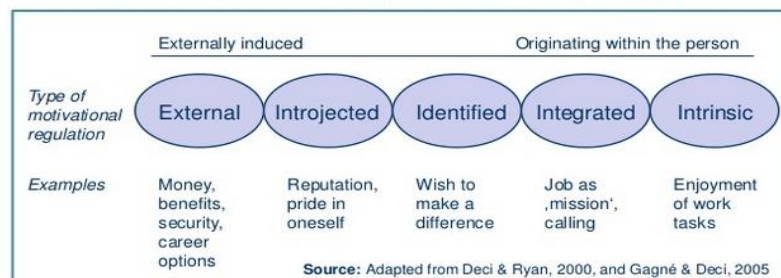 Externally induced
Originating within the person
Type of motivational regulation
External
Introjected
Identified
Integrated
Intrinsic
Examples
Money,
benefits,
security,
career
options
Reputation,
pride in
oneself
Wish to
make a
difference
Job as
‚mission‘,
calling
Enjoyment
of work
tasks
Source: Adapted from Deci & Ryan, 2000, and Gagné & Deci, 2005